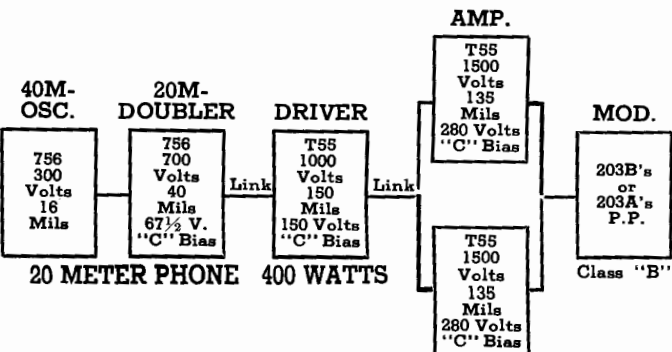 AMP.
T55
1500
Volts
135
Mils
280 Volts
"C" Bias
40M-
OSC.
756
300
Volts
16
Mils
20M-
DOUBLER
756
700
Volts
40
Mils
67½ V.
"C" Bias
Link
DRIVER
T55
1000
Volts
150
Mils
150 Volts
"C" Bias
Link
MOD.
203B's
or
203A's
P.P.
Class "B"
T55
1500
Volts
135
Mils
280 Volts
"C" Bias
20 METER PHONE 400 WATTS